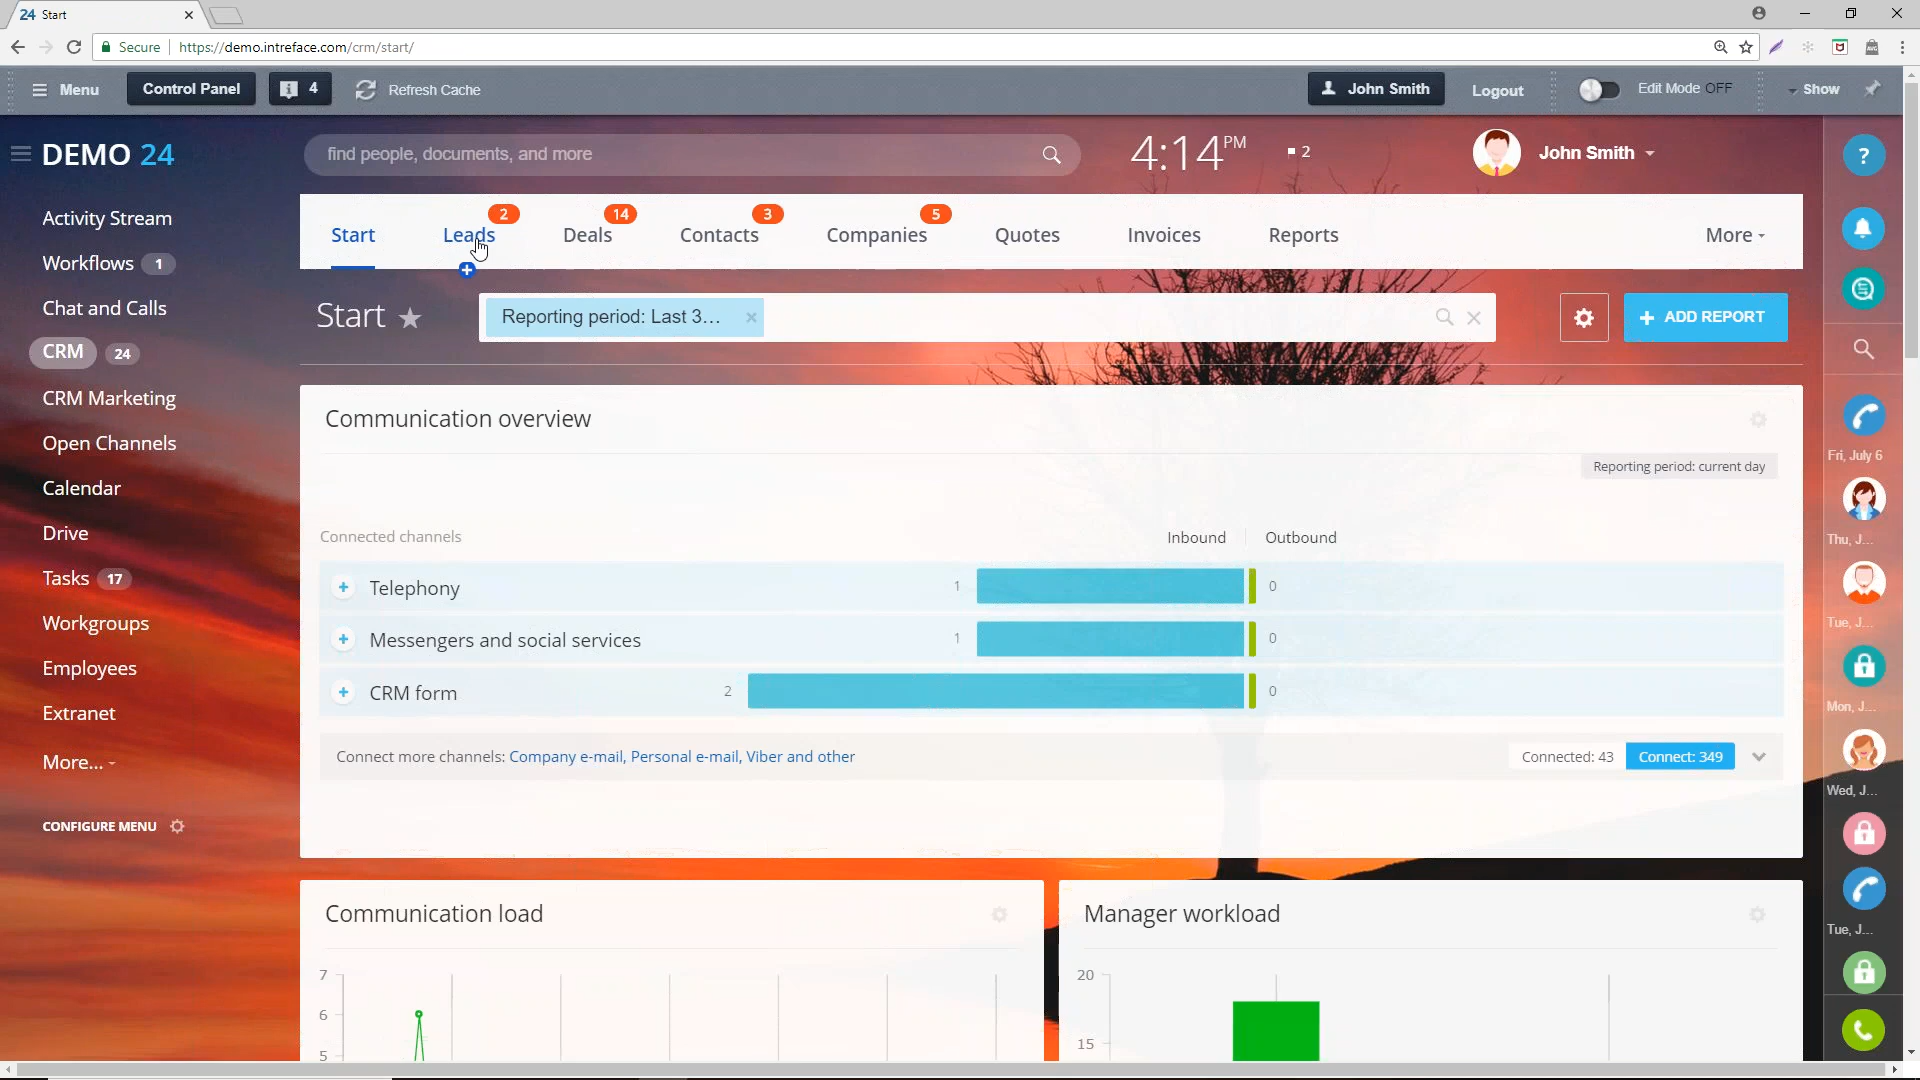 24 Start
Secure https://demo.intreface.com/crm/start/
Menu Control Panel 4 Refresh Cache John Smith Logout Edit Mode OFF Show
DEMO 24 find people, documents, and more 4:14 PM 2 John Smith ?
Activity Stream
Workflows 1
Chat and Calls
CRM 24
CRM Marketing
Open Channels
Calendar
Drive
Tasks 17
Workgroups
Employees
Extranet
More...
CONFIGURE MENU
2 14 3 5
Start Leads Deals Contacts Companies Quotes Invoices Reports More
Start Reporting period: Last 3... × + ADD REPORT
Communication overview
Reporting period: current day
Connected channels Inbound Outbound
+ Telephony 1 0
+ Messengers and social services 1 0
+ CRM form 2 0
Connect more channels: Company e-mail, Personal e-mail, Viber and other Connected: 43 Connect: 349
Communication load
7
6
5
Manager workload
20
15
Fri, July 6
Thu, J...
Tue, J...
Mon, J...
Wed, J...
Tue, J...